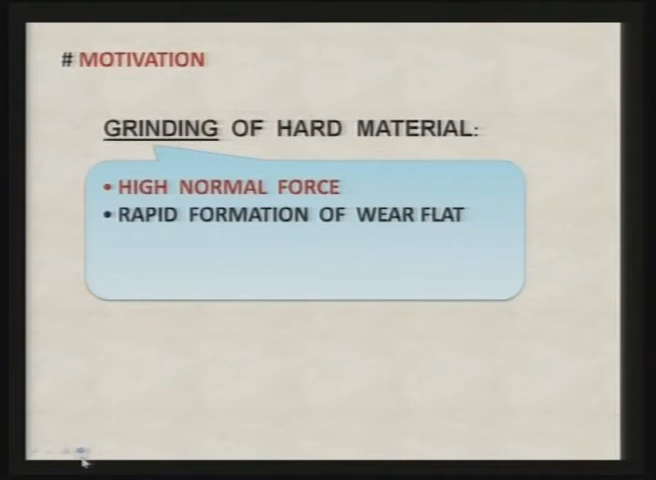 # MOTIVATION
GRINDING OF HARD MATERIAL:
• HIGH NORMAL FORCE
• RAPID FORMATION OF WEAR FLAT